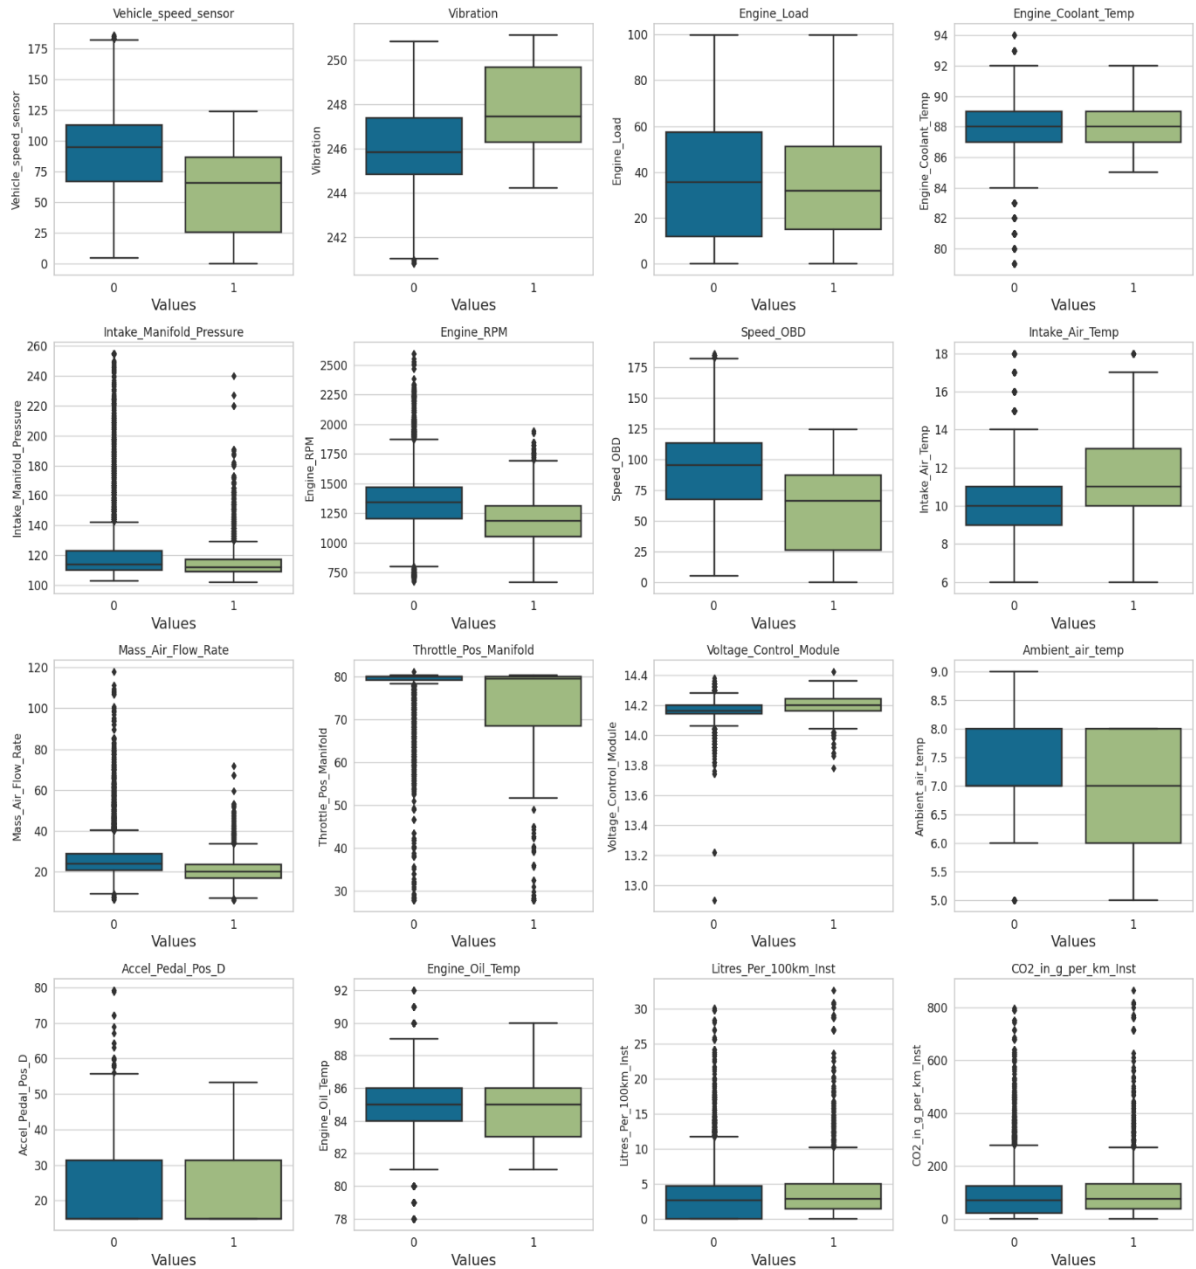 Vehicle_speed_sensor
Vehicle_speed_sensor
175
150
125
100
75
50
25
0
0 1
Values
Vibration
Vibration
250
248
246
244
242
0 1
Values
Engine_Load
Engine_Load
100
80
60
40
20
0
0 1
Values
Engine_Coolant_Temp
Engine_Coolant_Temp
94
92
90
88
86
84
82
80
0 1
Values
Intake_Manifold_Pressure
Intake_Manifold_Pressure
260
240
220
200
180
160
140
120
100
0 1
Values
Engine_RPM
Engine_RPM
2500
2250
2000
1750
1500
1250
1000
750
0 1
Values
Speed_OBD
Speed_OBD
175
150
125
100
75
50
25
0
0 1
Values
Intake_Air_Temp
Intake_Air_Temp
18
16
14
12
10
8
6
0 1
Values
Mass_Air_Flow_Rate
Mass_Air_Flow_Rate
120
100
80
60
40
20
0 1
Values
Throttle_Pos_Manifold
Throttle_Pos_Manifold
80
70
60
50
40
30
0 1
Values
Voltage_Control_Module
Voltage_Control_Module
14.4
14.2
14.0
13.8
13.6
13.4
13.2
13.0
0 1
Values
Ambient_air_temp
Ambient_air_temp
9.0
8.5
8.0
7.5
7.0
6.5
6.0
5.5
5.0
0 1
Values
Accel_Pedal_Pos_D
Accel_Pedal_Pos_D
80
70
60
50
40
30
20
0 1
Values
Engine_Oil_Temp
Engine_Oil_Temp
92
90
88
86
84
82
80
78
0 1
Values
Litres_Per_100km_Inst
Litres_Per_100km_Inst
30
25
20
15
10
5
0
0 1
Values
CO2_in_g_per_km_Inst
CO2_in_g_per_km_Inst
800
600
400
200
0
0 1
Values